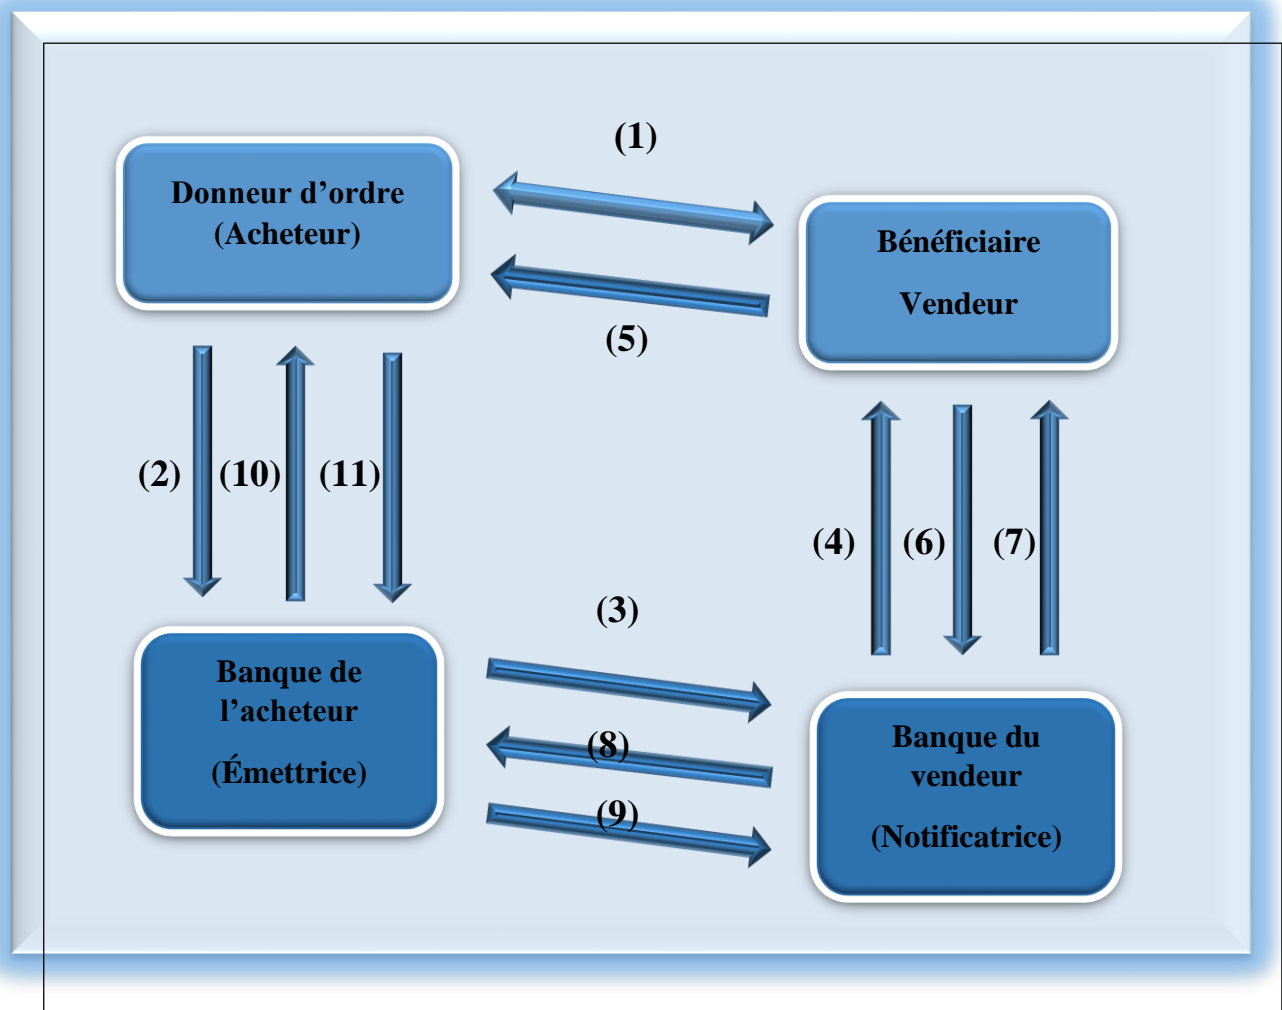 (1)
Donneur d’ordre
(Acheteur)
Bénéficiaire
Vendeur
(5)
(2)
(10)
(11)
(4)
(6)
(7)
(3)
Banque de
l’acheteur
(Émettrice)
(8)
(9)
Banque du
vendeur
(Notificatrice)